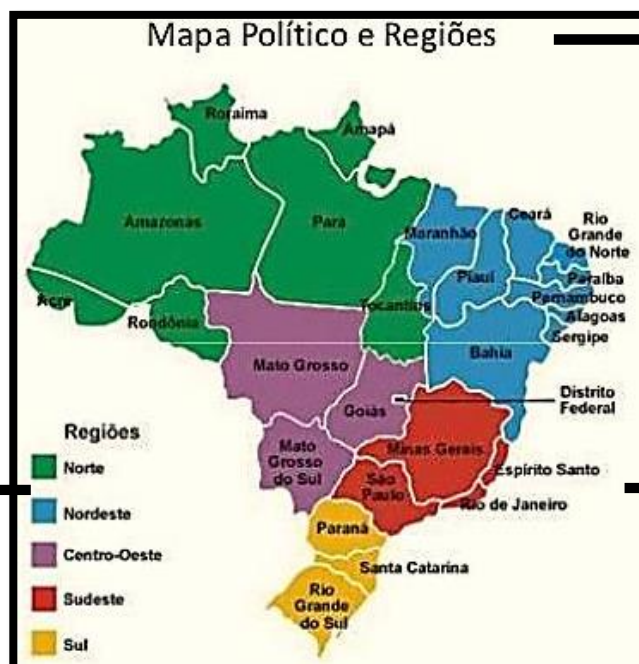 Mapa Político e Regiões
Roraima
Amapá
Amazonas
Pará
Maranhão
Ceará
Rio
Grande
do Norte
Piauí
Paraíba
Pernambuco
Acre
Rondônia
Tocantins
Alagoas
Sergipe
Bahia
Mato Grosso
Distrito
Federal
Goiás
Regiões
Mato
Grosso
do Sul
Minas Gerais
Norte
Espírito Santo
São
Paulo
Rio de Janeiro
Nordeste
Paraná
Centro-Oeste
Santa Catarina
Sudeste
Rio
Grande
do Sul
Sul